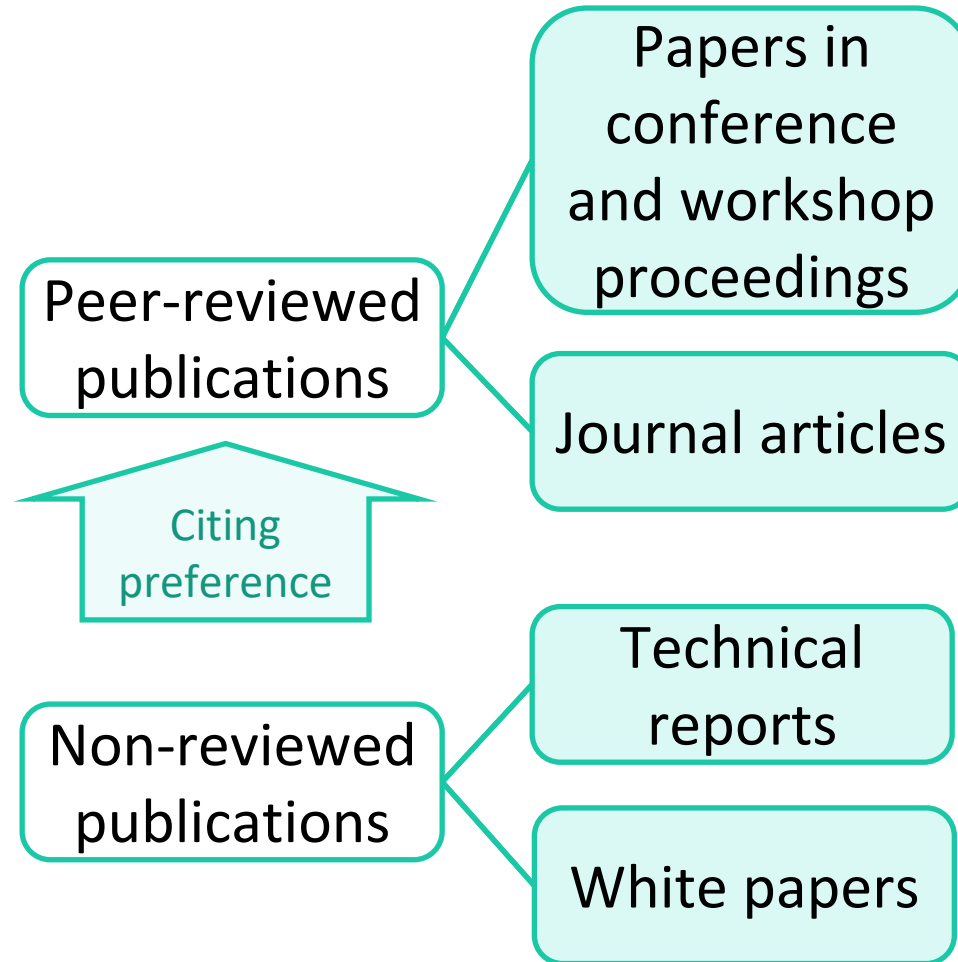 Papers in
conference
and workshop
proceedings
Peer-reviewed
publications
Journal articles
Citing
preference
Technical
reports
Non-reviewed
publications
White papers